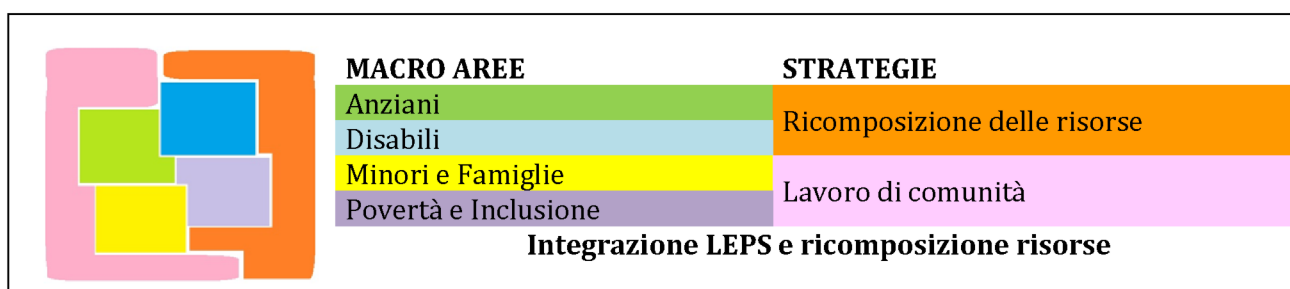 MACRO AREE
STRATEGIE
Anziani
Disabili
Ricomposizione delle risorse
Minori e Famiglie
Povertà e Inclusione
Lavoro di comunità
Integrazione LEPS e ricomposizione risorse